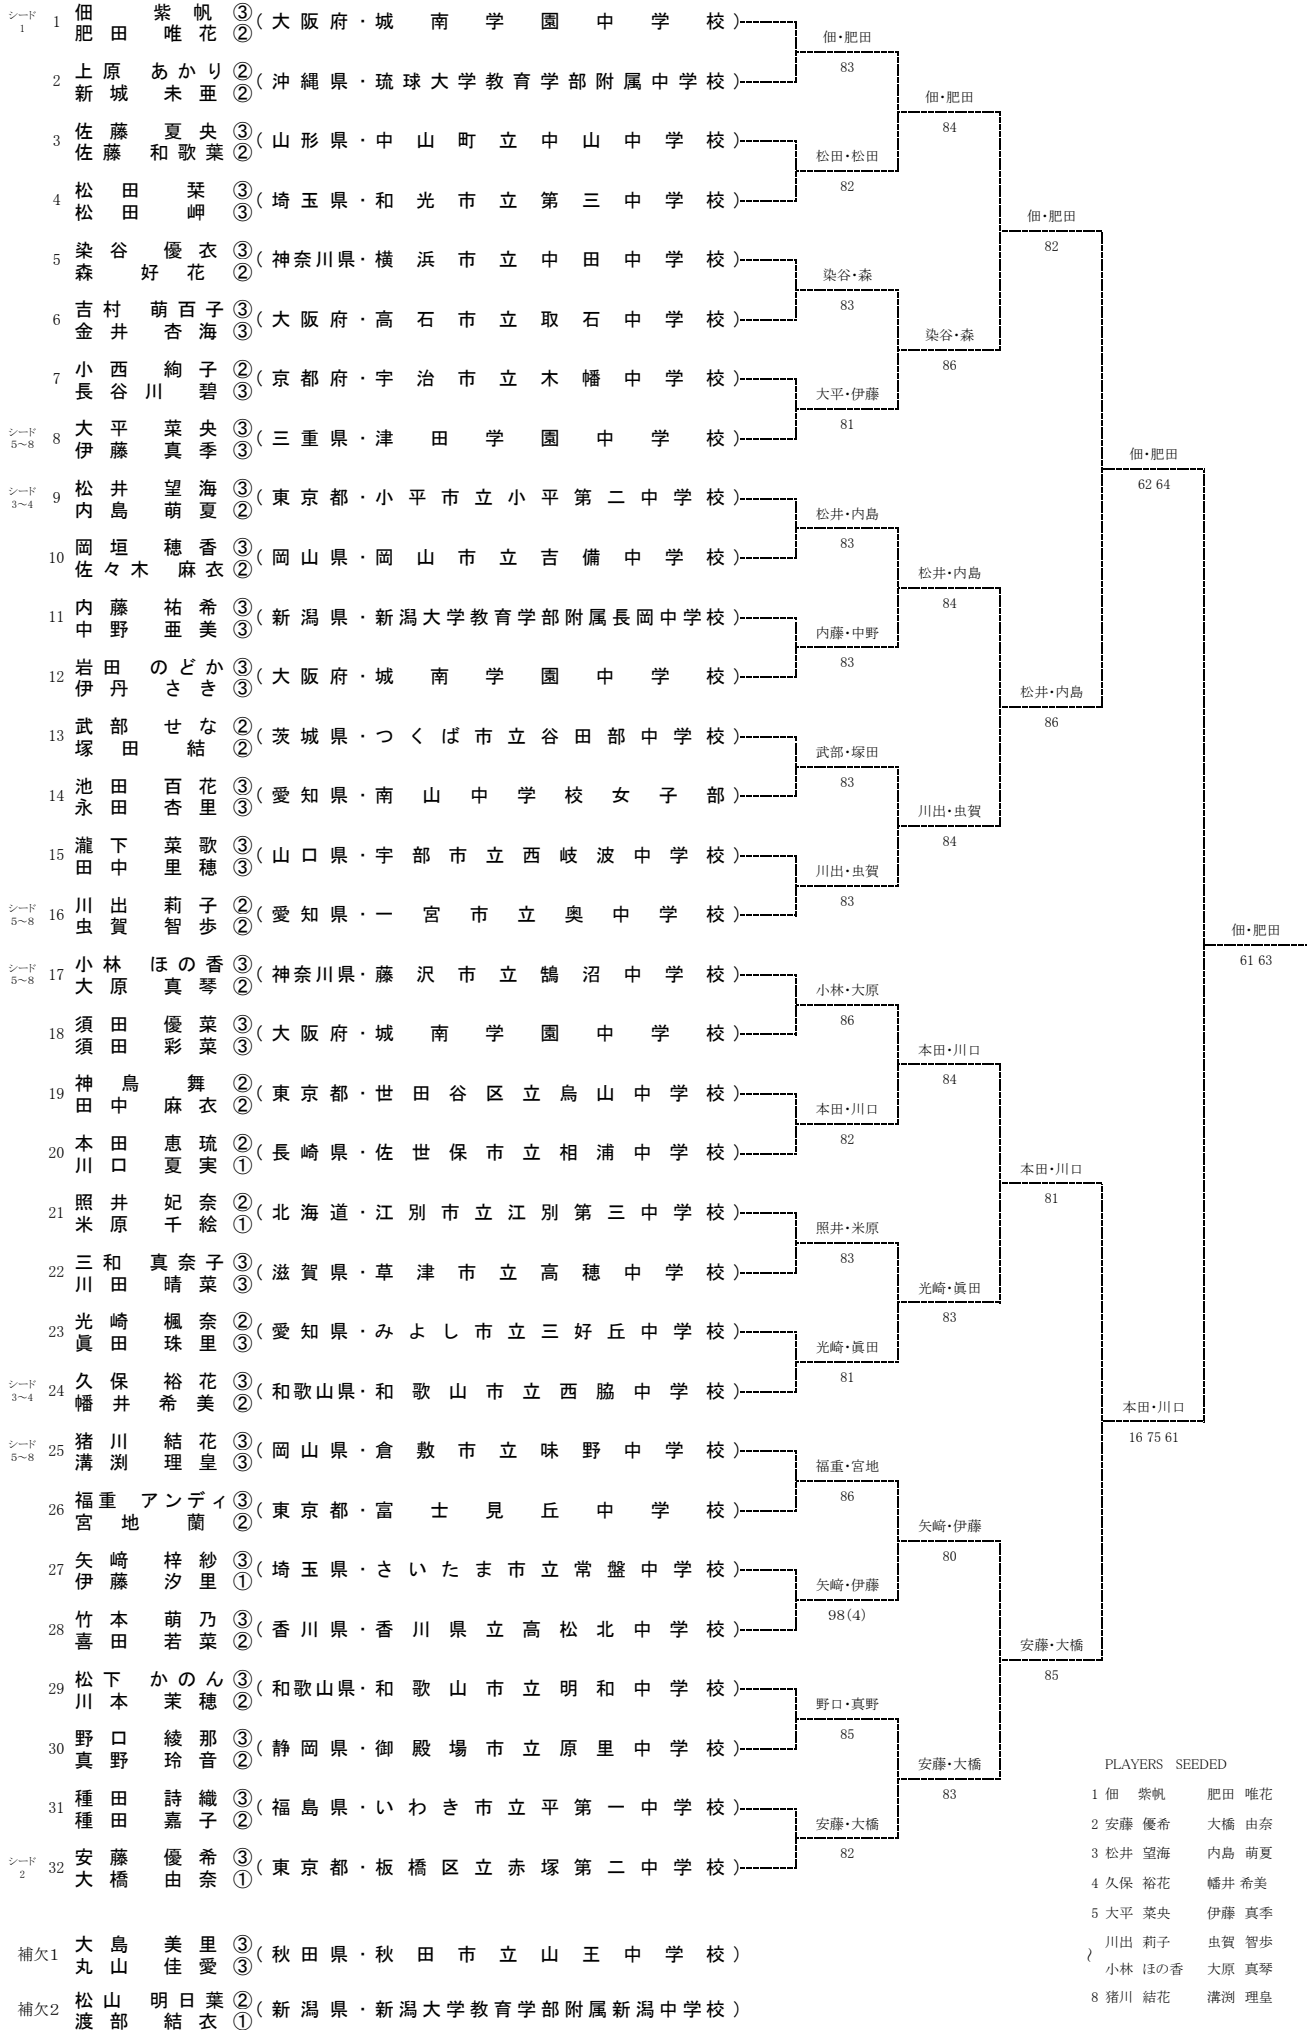 シード 1 1 佃 紫帆 ③ (大阪府・城南学園中学校)
肥田 唯花 ②
2 上原 あかり ② (沖縄県・琉球大学教育学部附属中学校)
新城 未亜 ②
3 佐藤 夏央 ③ (山形県・中山町立中山中学校)
佐藤 和歌葉 ②
4 松田 栞 ③ (埼玉県・和光市立第三中学校)
松田 岬 ③
5 染谷 優衣 ③ (神奈川県・横浜市立中田中学校)
森 好花 ②
6 吉村 萌百子 ③ (大阪府・高石市立取石中学校)
金井 杏海 ③
7 小西 絢子 ② (京都府・宇治市立木幡中学校)
長谷川 碧 ③
シード 5~8 8 大平 菜央 ③ (三重県・津田学園中学校)
伊藤 真季 ③
シード 3~4 9 松井 望海 ③ (東京都・小平市立小平第二中学校)
内島 萌夏 ②
10 岡垣 穂香 ③ (岡山県・岡山市立吉備中学校)
佐々木 麻衣 ②
11 内藤 祐希 ③ (新潟県・新潟大学教育学部附属長岡中学校)
中野 亜美 ③
12 岩田 のどか ③ (大阪府・城南学園中学校)
伊丹 さき ③
13 武部 せな ② (茨城県・つくば市立谷田部中学校)
塚田 結 ②
14 池田 百花 ③ (愛知県・南山中学校女子部)
永田 杏里 ③
15 瀧下 菜歌 ③ (山口県・宇部市立西岐波中学校)
田中 里穂 ③
シード 5~8 16 川出 莉子 ② (愛知県・一宮市立奥中学校)
虫賀 智歩 ②
シード 5~8 17 小林 ほの香 ③ (神奈川県・藤沢市立鵠沼中学校)
大原 真琴 ②
18 須田 優菜 ③ (大阪府・城南学園中学校)
須田 彩菜 ③
19 神鳥 舞 ② (東京都・世田谷区立烏山中学校)
田中 麻衣 ②
20 本田 恵琉 ② (長崎県・佐世保市立相浦中学校)
川口 夏実 ①
21 照井 妃奈 ② (北海道・江別市立江別第三中学校)
米原 千絵 ①
22 三和 真奈子 ③ (滋賀県・草津市立高穂中学校)
川田 晴菜 ③
23 光崎 楓奈 ② (愛知県・みよし市立三好丘中学校)
眞田 珠里 ③
シード 3~4 24 久保 裕花 ③ (和歌山県・和歌山市立西脇中学校)
幡井 希美 ②
シード 5~8 25 猪川 結花 ③ (岡山県・倉敷市立味野中学校)
溝渕 理皇 ③
26 福重 アンディ ③ (東京都・富士見丘中学校)
宮地 蘭 ②
27 矢﨑 梓紗 ③ (埼玉県・さいたま市立常盤中学校)
伊藤 汐里 ①
28 竹本 萌乃 ③ (香川県・香川県立高松北中学校)
喜田 若菜 ②
29 松下 かのん ③ (和歌山県・和歌山市立明和中学校)
川本 茉穂 ②
30 野口 綾那 ③ (静岡県・御殿場市立原里中学校)
真野 玲音 ②
31 種田 詩織 ③ (福島県・いわき市立平第一中学校)
種田 嘉子 ②
シード 2 32 安藤 優希 ③ (東京都・板橋区立赤塚第二中学校)
大橋 由奈 ①
補欠1 大島 美里 ③ (秋田県・秋田市立山王中学校)
丸山 佳愛 ③
補欠2 松山 明日葉 ② (新潟県・新潟大学教育学部附属新潟中学校)
渡部 結衣 ①
佃・肥田
83
松田・松田
82
染谷・森
83
大平・伊藤
81
松井・内島
83
内藤・中野
83
武部・塚田
83
川出・虫賀
83
小林・大原
86
本田・川口
82
照井・米原
83
光崎・眞田
81
福重・宮地
86
矢﨑・伊藤
98(4)
野口・真野
85
安藤・大橋
82
佃・肥田
84
染谷・森
86
松井・内島
84
川出・虫賀
84
本田・川口
84
光崎・眞田
83
矢﨑・伊藤
80
安藤・大橋
83
佃・肥田
82
松井・内島
86
本田・川口
81
安藤・大橋
85
佃・肥田
62 64
本田・川口
16 75 61
佃・肥田
61 63
PLAYERS SEEDED
1 佃 紫帆 肥田 唯花
2 安藤 優希 大橋 由奈
3 松井 望海 内島 萌夏
4 久保 裕花 幡井 希美
5 大平 菜央 伊藤 真季
川出 莉子 虫賀 智歩
~
小林 ほの香 大原 真琴
8 猪川 結花 溝渕 理皇